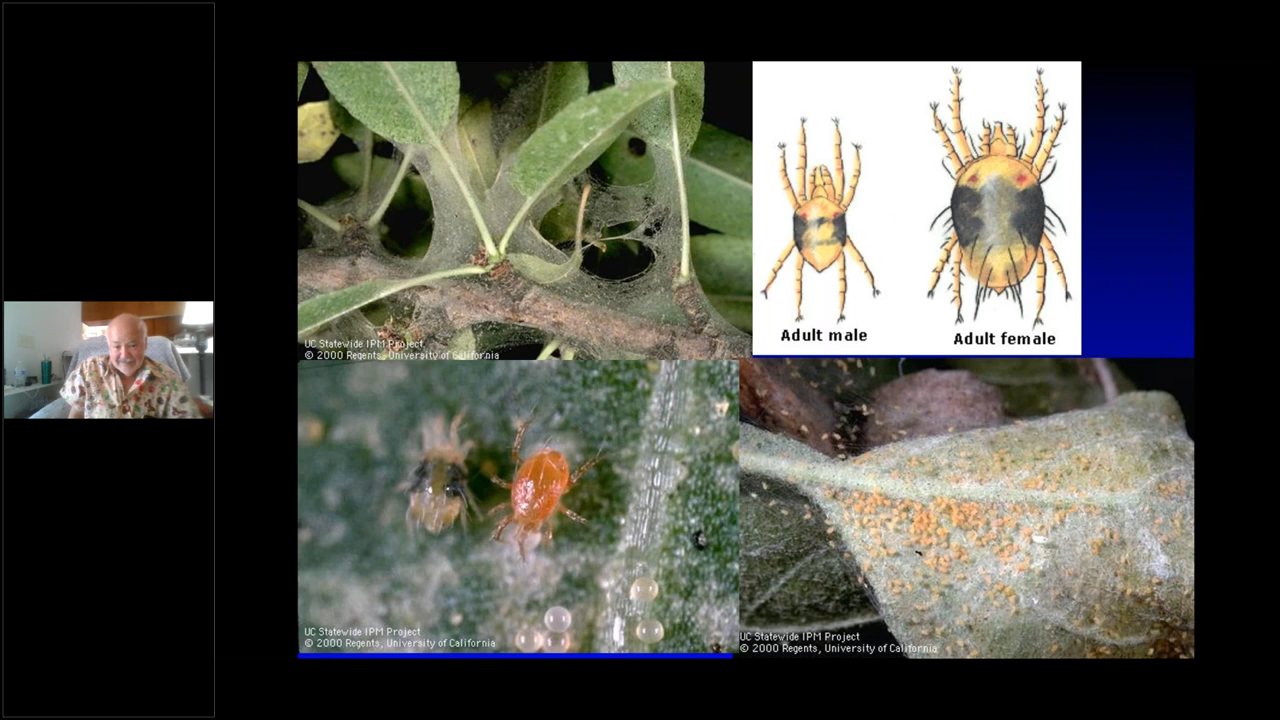 UC Statewide IPM Project
© 2000 Regents, University of California
Adult male
Adult female
UC Statewide IPM Project
© 2000 Regents, University of California
UC Statewide IPM Project
© 2000 Regents, University of California